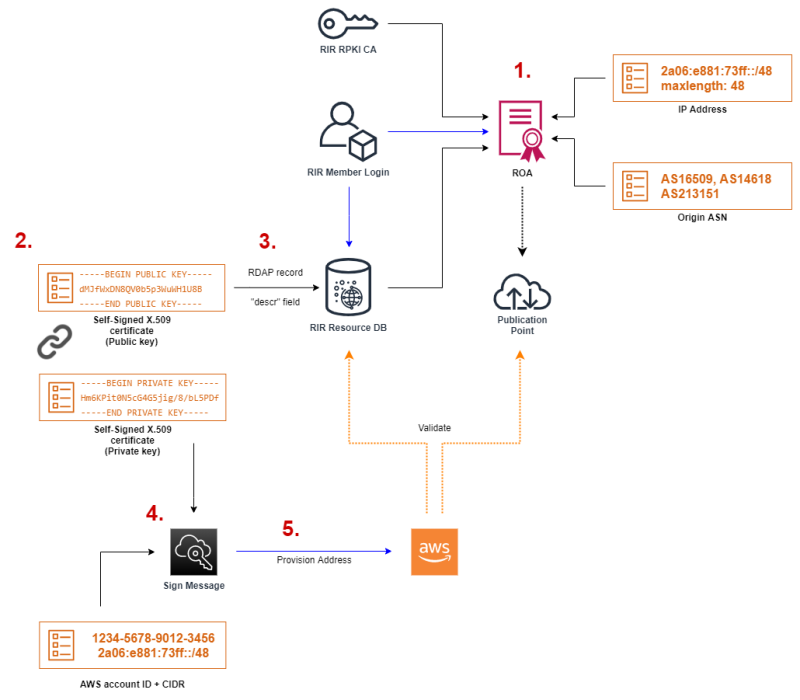 RIR RPKI CA
1.
2a06:e881:73ff::/48
maxlength: 48
IP Address
RIR Member Login
ROA
AS16509, AS14618
AS213151
Origin ASN
2.
-----BEGIN PUBLIC KEY-----
dMJfWxDN8QV0b5p3WuWH1U8B
-----END PUBLIC KEY-----
Self-Signed X.509
certificate
(Public key)
3.
RDAP record
"descr" field
RIR Resource DB
Publication
Point
-----BEGIN PRIVATE KEY-----
Hm6KPit0N5cG4G5jig/8/bL5PDf
-----END PRIVATE KEY-----
Self-Signed X.509
certificate
(Private key)
Validate
4.
Sign Message
5.
Provision Address
aws
1234-5678-9012-3456
2a06:e881:73ff::/48
AWS account ID + CIDR